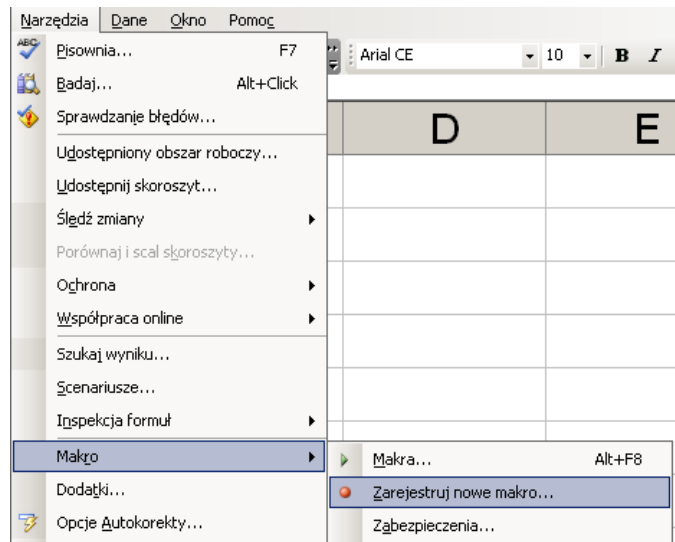 Narzędzia Dane Okno Pomoc
ABC Pisownia... F7 Arial CE 10 B I
Badaj... Alt+Click
Sprawdzanie błędów...
D E
Udostępniony obszar roboczy...
Udostępnij skoroszyt...
Śledź zmiany
Porównaj i scal skoroszyty...
Ochrona
Współpraca online
Szukaj wyniku...
Scenariusze...
Inspekcja formuł
Makro Makra... Alt+F8
Dodatki... Zarejestruj nowe makro...
Opcje Autokorekty... Zabezpieczenia...